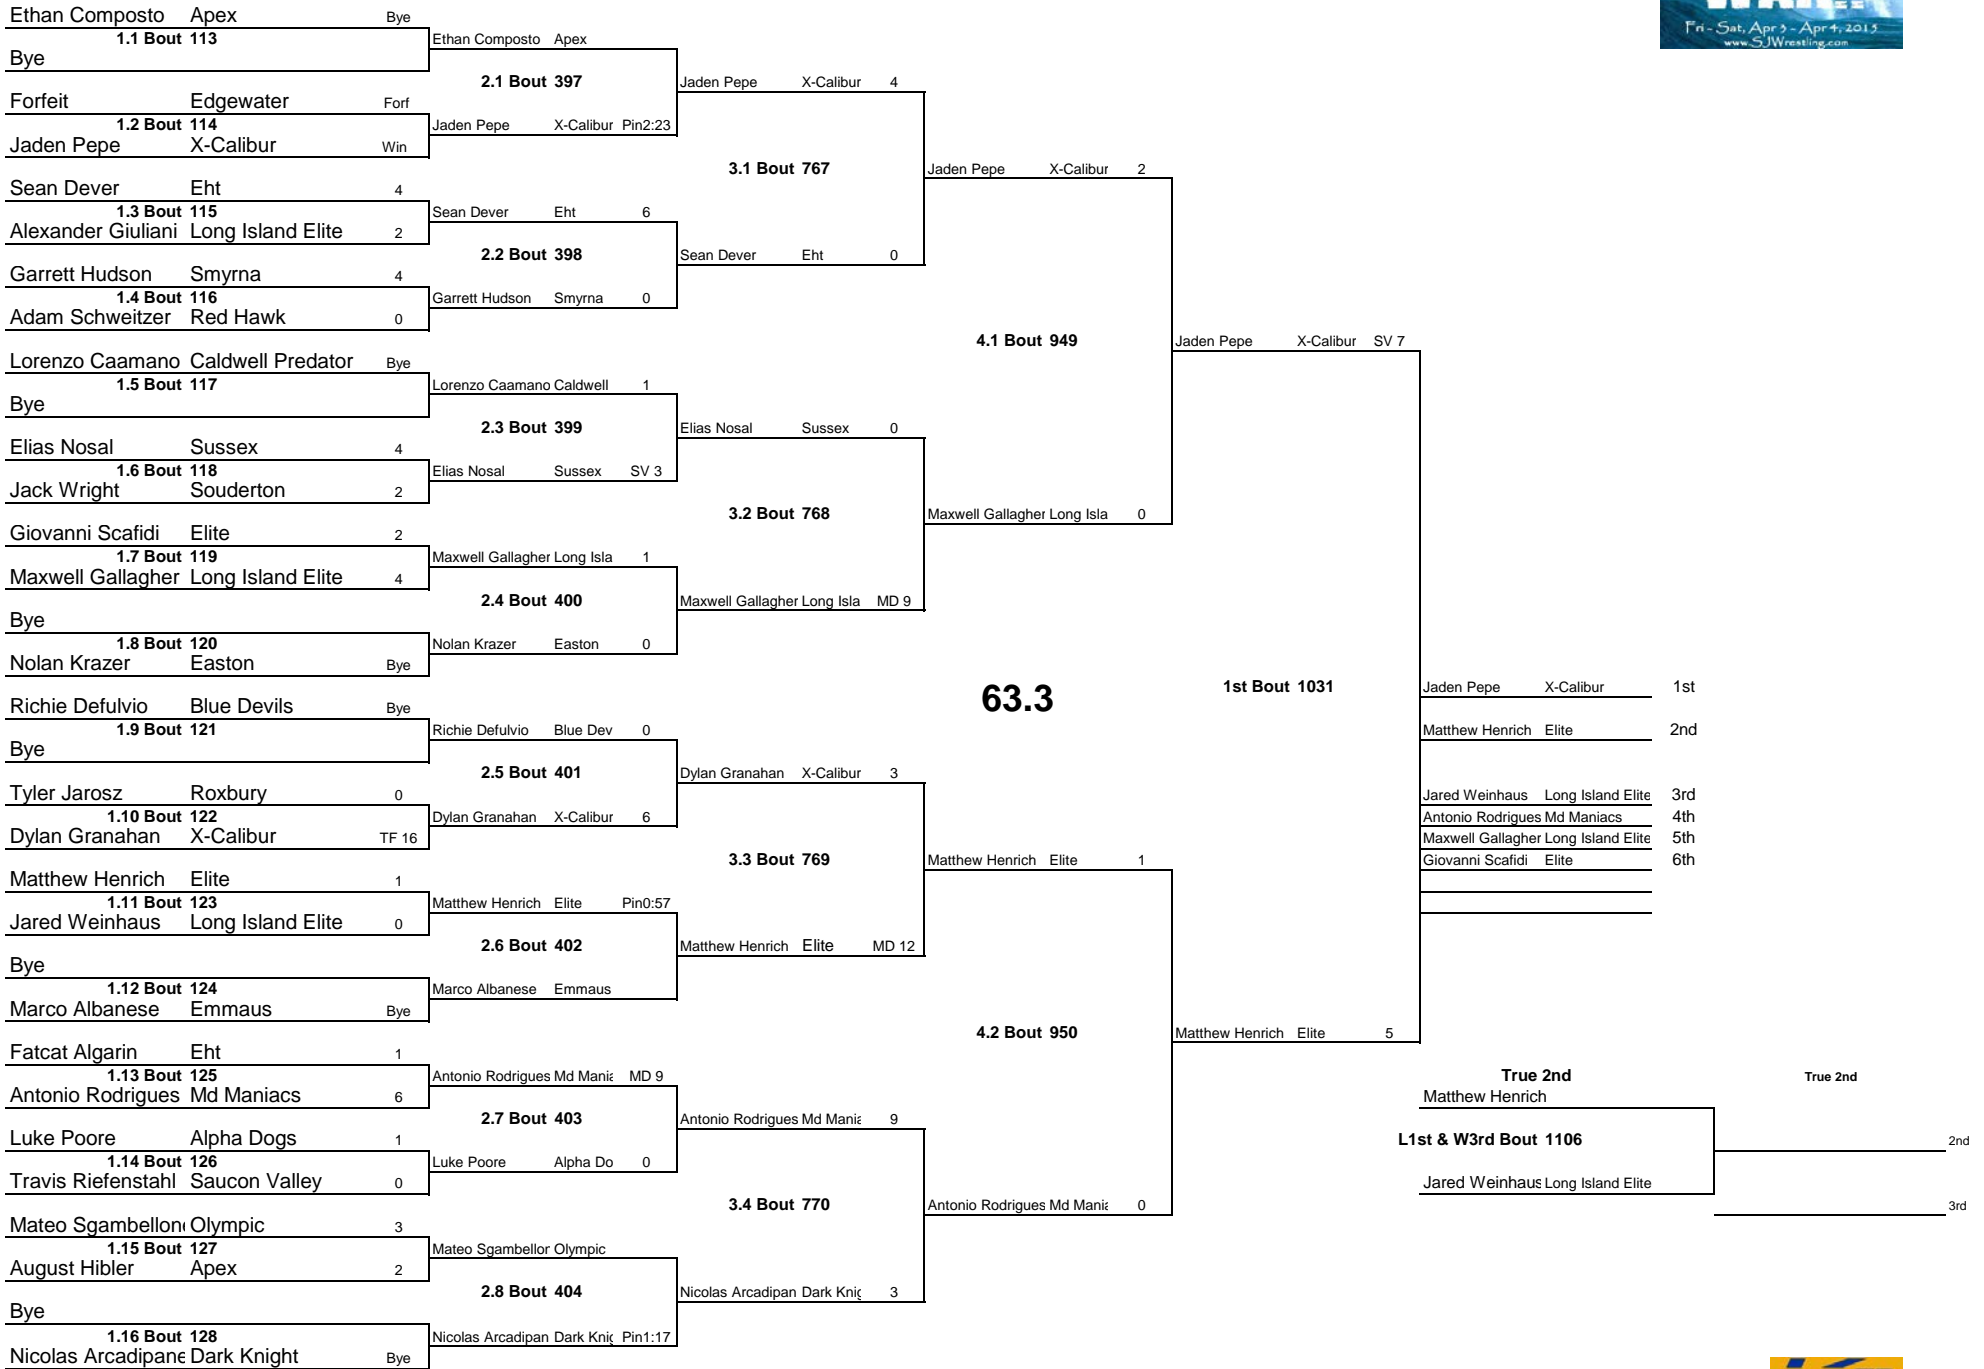 Ethan Composto Apex Bye
1.1 Bout 113
Bye
Forfeit Edgewater Forf
1.2 Bout 114
Jaden Pepe X-Calibur Win
Sean Dever Eht 4
1.3 Bout 115
Alexander Giuliani Long Island Elite 2
Garrett Hudson Smyrna 4
1.4 Bout 116
Adam Schweitzer Red Hawk 0
Lorenzo Caamano Caldwell Predator Bye
1.5 Bout 117
Bye
Elias Nosal Sussex 4
1.6 Bout 118
Jack Wright Souderton 2
Giovanni Scafidi Elite 2
1.7 Bout 119
Maxwell Gallagher Long Island Elite 4
Bye
1.8 Bout 120
Nolan Krazer Easton Bye
Richie Defulvio Blue Devils Bye
1.9 Bout 121
Bye
Tyler Jarosz Roxbury 0
1.10 Bout 122
Dylan Granahan X-Calibur TF 16
Matthew Henrich Elite 1
1.11 Bout 123
Jared Weinhaus Long Island Elite 0
Bye
1.12 Bout 124
Marco Albanese Emmaus Bye
Fatcat Algarin Eht 1
1.13 Bout 125
Antonio Rodrigues Md Maniacs 6
Luke Poore Alpha Dogs 1
1.14 Bout 126
Travis Riefenstahl Saucon Valley 0
Mateo Sgambellon Olympic 3
1.15 Bout 127
August Hibler Apex 2
Bye
1.16 Bout 128
Nicolas Arcadipane Dark Knight Bye
Ethan Composto Apex
2.1 Bout 397
Jaden Pepe X-Calibur Pin2:23
Sean Dever Eht 6
2.2 Bout 398
Garrett Hudson Smyrna 0
Lorenzo Caamano Caldwell 1
2.3 Bout 399
Elias Nosal Sussex SV 3
Maxwell Gallagher Long Isla 1
2.4 Bout 400
Nolan Krazer Easton 0
Richie Defulvio Blue Dev 0
2.5 Bout 401
Dylan Granahan X-Calibur 6
Matthew Henrich Elite Pin0:57
2.6 Bout 402
Marco Albanese Emmaus
Antonio Rodrigues Md Mania MD 9
2.7 Bout 403
Luke Poore Alpha Do 0
Mateo Sgambellor Olympic
2.8 Bout 404
Nicolas Arcadipan Dark Knig Pin1:17
Jaden Pepe X-Calibur 4
3.1 Bout 767
Sean Dever Eht 0
Elias Nosal Sussex 0
3.2 Bout 768
Maxwell Gallagher Long Isla MD 9
Dylan Granahan X-Calibur 3
3.3 Bout 769
Matthew Henrich Elite MD 12
Antonio Rodrigues Md Mania 9
3.4 Bout 770
Nicolas Arcadipan Dark Knig 3
Jaden Pepe X-Calibur 2
4.1 Bout 949
Maxwell Gallagher Long Isla 0
63.3
Matthew Henrich Elite 1
4.2 Bout 950
Antonio Rodrigues Md Mania 0
Jaden Pepe X-Calibur SV 7
1st Bout 1031
Matthew Henrich Elite 5
Fri - Sat, Apr 3 - Apr 4, 2015
www.SJWrestling.com
Jaden Pepe X-Calibur 1st
Matthew Henrich Elite 2nd
Jared Weinhaus Long Island Elite 3rd
Antonio Rodrigues Md Maniacs 4th
Maxwell Gallagher Long Island Elite 5th
Giovanni Scafidi Elite 6th
True 2nd True 2nd
Matthew Henrich
L1st & W3rd Bout 1106 2nd
Jared Weinhaus Long Island Elite
3rd